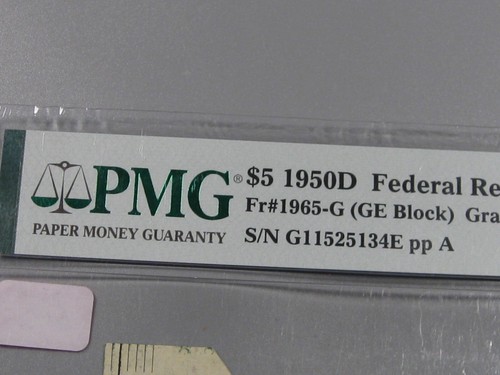 PMG® $5 1950D Federal Re
Fr#1965-G (GE Block) Gra
PAPER MONEY GUARANTY S/N G11525134E pp A